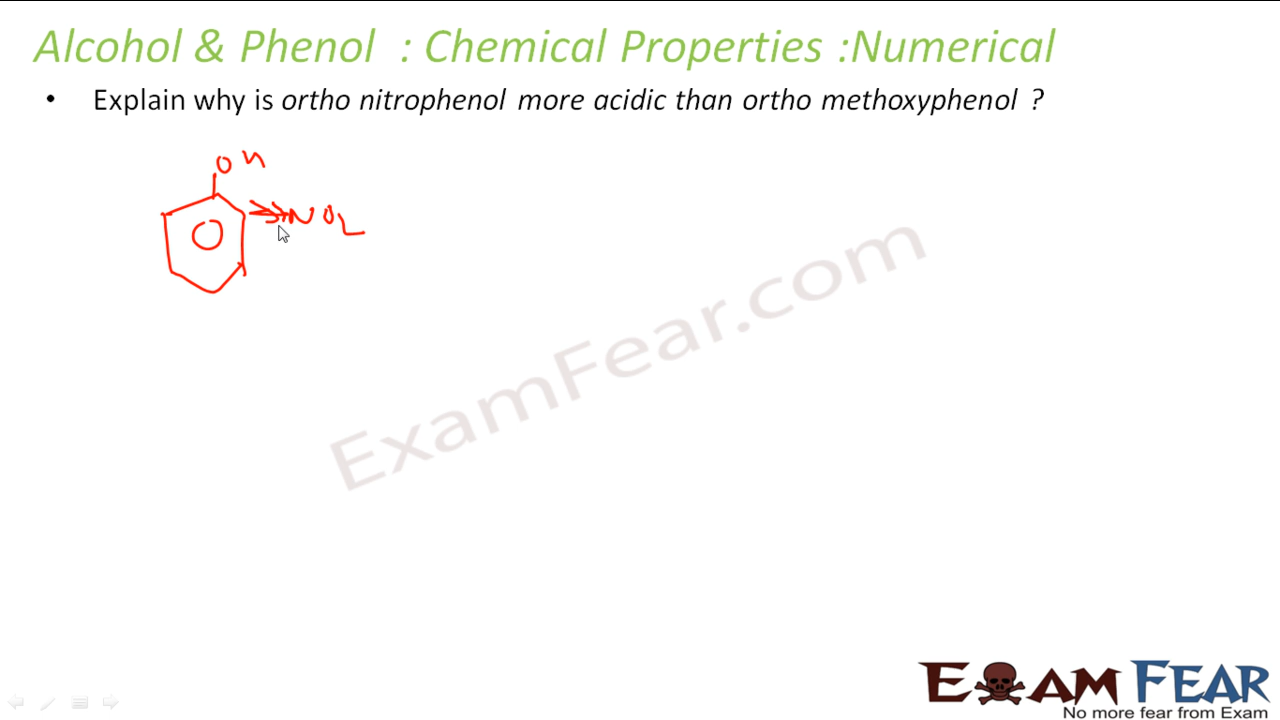 Alcohol & Phenol : Chemical Properties :Numerical
• Explain why is ortho nitrophenol more acidic than ortho methoxyphenol ?
OH
NO2
ExamFear.com
EXAM FEAR
No more fear from Exam